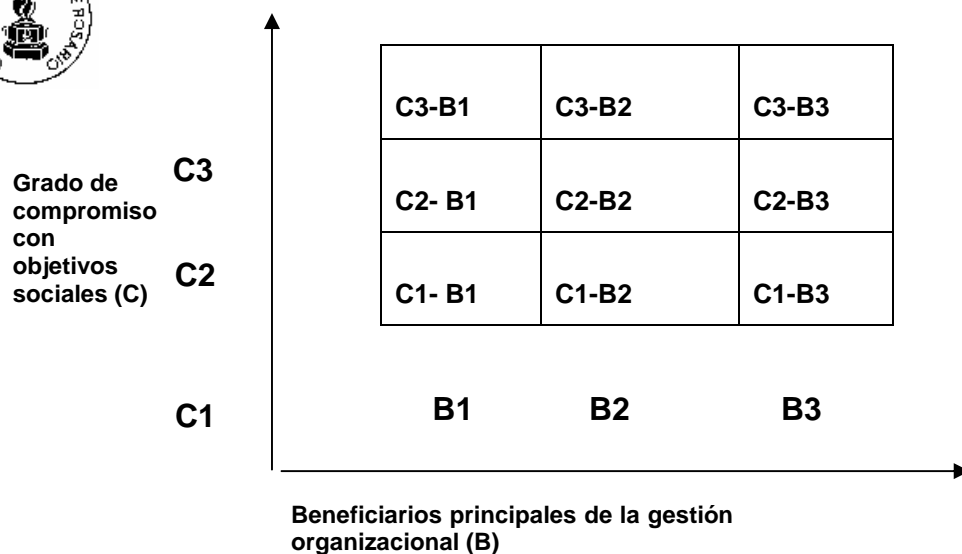 ROSARIO
C3-B1 C3-B2 C3-B3
C3
Grado de
compromiso
con
objetivos
sociales (C)
C2- B1 C2-B2 C2-B3
C2
C1- B1 C1-B2 C1-B3
C1
B1 B2 B3
Beneficiarios principales de la gestión
organizacional (B)